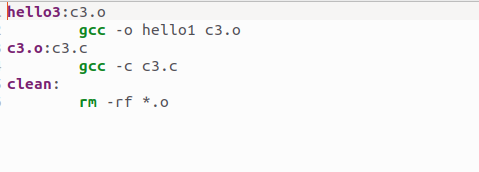 hello3:c3.o
        gcc -o hello1 c3.o
c3.o:c3.c
        gcc -c c3.c
clean:
        rm -rf *.o